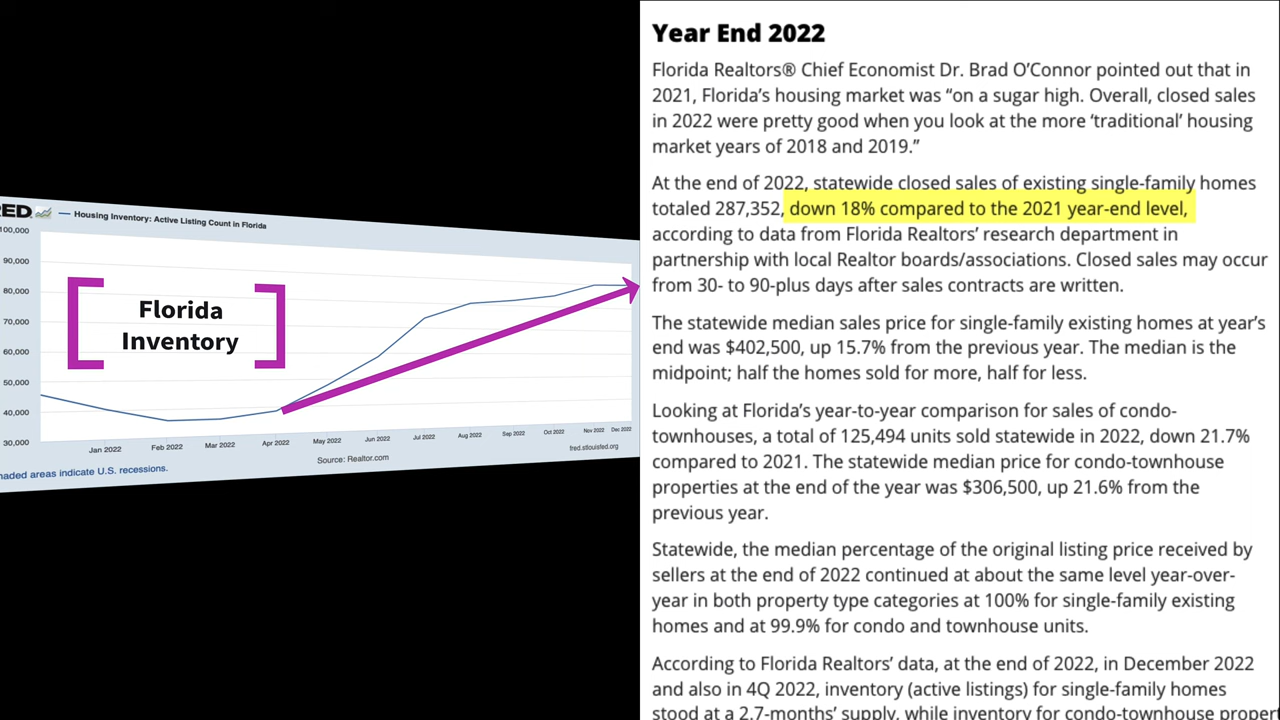 RED
Housing Inventory: Active Listing Count in Florida
100,000
90,000
80,000
70,000
60,000
50,000
40,000
30,000
Florida
Inventory
Jan 2022
Feb 2022
Mar 2022
Apr 2022
May 2022
Jun 2022
Jul 2022
Aug 2022
Sep 2022
Oct 2022
Nov 2022
Dec 2022
haded areas indicate U.S. recessions.
Source: Realtor.com
fred.stlouisfed.org
Year End 2022
Florida Realtors® Chief Economist Dr. Brad O’Connor pointed out that in
2021, Florida’s housing market was “on a sugar high. Overall, closed sales
in 2022 were pretty good when you look at the more ‘traditional’ housing
market years of 2018 and 2019.”
At the end of 2022, statewide closed sales of existing single-family homes
totaled 287,352, down 18% compared to the 2021 year-end level,
according to data from Florida Realtors’ research department in
partnership with local Realtor boards/associations. Closed sales may occur
from 30- to 90-plus days after sales contracts are written.
The statewide median sales price for single-family existing homes at year’s
end was $402,500, up 15.7% from the previous year. The median is the
midpoint; half the homes sold for more, half for less.
Looking at Florida’s year-to-year comparison for sales of condo-
townhouses, a total of 125,494 units sold statewide in 2022, down 21.7%
compared to 2021. The statewide median price for condo-townhouse
properties at the end of the year was $306,500, up 21.6% from the
previous year.
Statewide, the median percentage of the original listing price received by
sellers at the end of 2022 continued at about the same level year-over-
year in both property type categories at 100% for single-family existing
homes and at 99.9% for condo and townhouse units.
According to Florida Realtors’ data, at the end of 2022, in December 2022
and also in 4Q 2022, inventory (active listings) for single-family homes
stood at a 2.7-months’ supply, while inventory for condo-townhouse proper